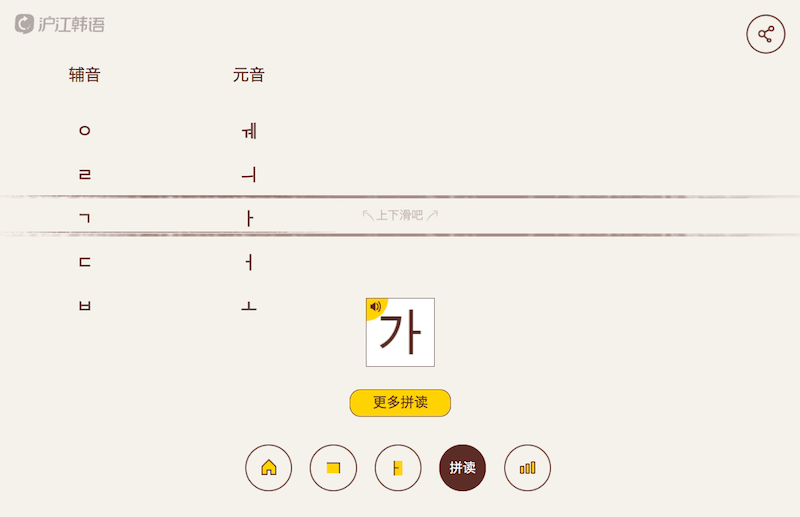 沪江韩语
辅音 元音
ㅇ 계
ㄹ ㅢ
ㄱ ㅏ
上下滑吧
ㄷ ㅓ
ㅂ ㅗ
가
更多拼读
ㄱ ㅏ 拼读